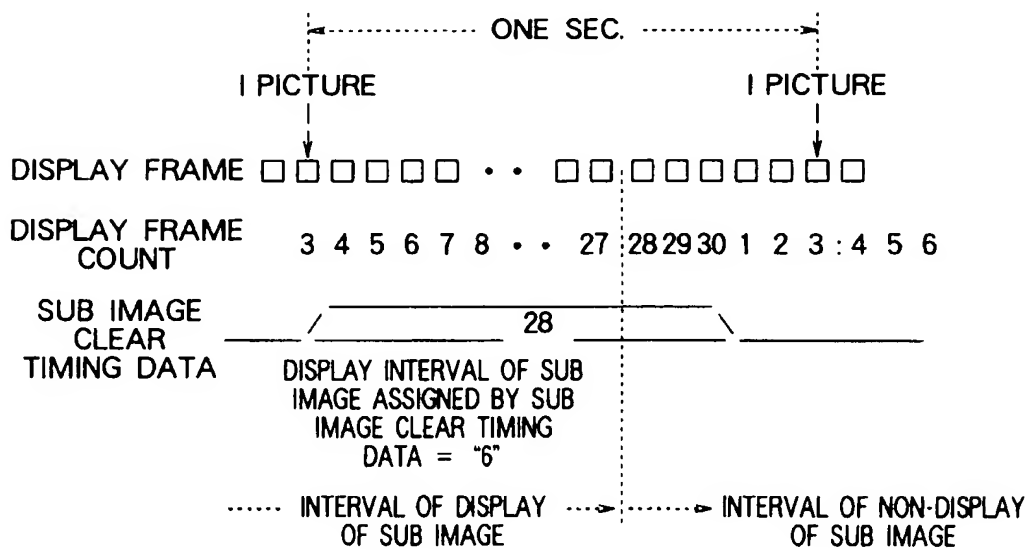 ONE SEC.
I PICTURE I PICTURE
DISPLAY FRAME
DISPLAY FRAME COUNT
3 4 5 6 7 8 • • 27 28 29 30 1 2 3 : 4 5 6
SUB IMAGE
CLEAR
TIMING DATA
28
DISPLAY INTERVAL OF SUB
IMAGE ASSIGNED BY SUB
IMAGE CLEAR TIMING
DATA = "6"
INTERVAL OF DISPLAY
OF SUB IMAGE
INTERVAL OF NON-DISPLAY
OF SUB IMAGE